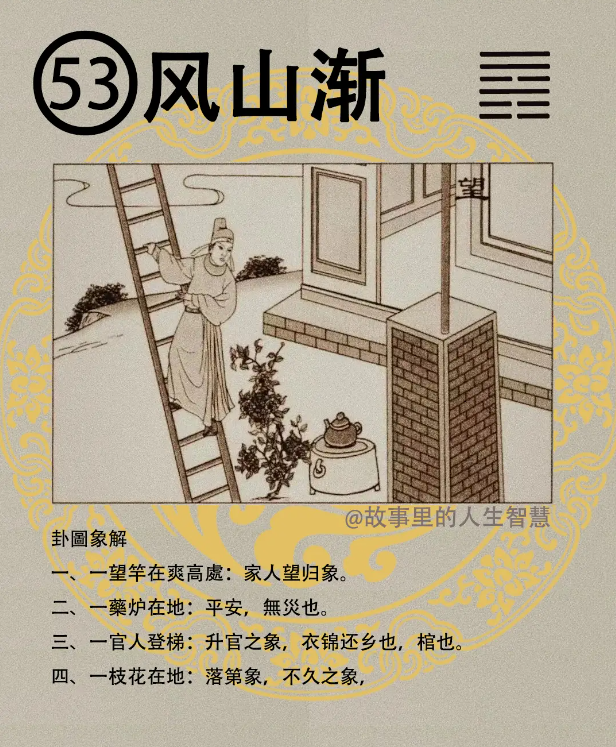 53 风山渐
望
@故事里的人生智慧
卦圖象解
一、一望竿在爽高處：家人望归象。
二、一藥炉在地：平安，無災也。
三、一官人登梯：升官之象，衣锦还乡也，棺也。
四、一枝花在地：落第象，不久之象，